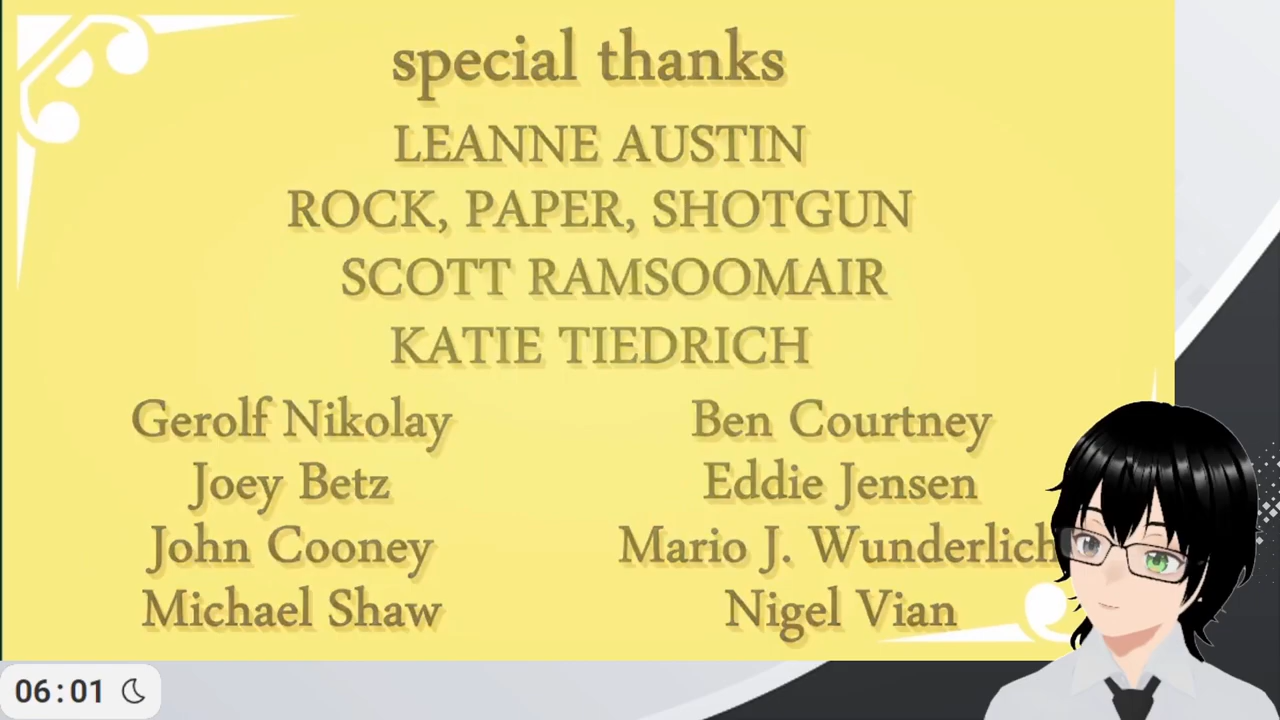 special thanks
LEANNE AUSTIN
ROCK, PAPER, SHOTGUN
SCOTT RAMSOOMAIR
KATIE TIEDRICH
Gerolf Nikolay
Ben Courtney
Joey Betz
Eddie Jensen
John Cooney
Mario J. Wunderlich
Michael Shaw
Nigel Vian
06:01